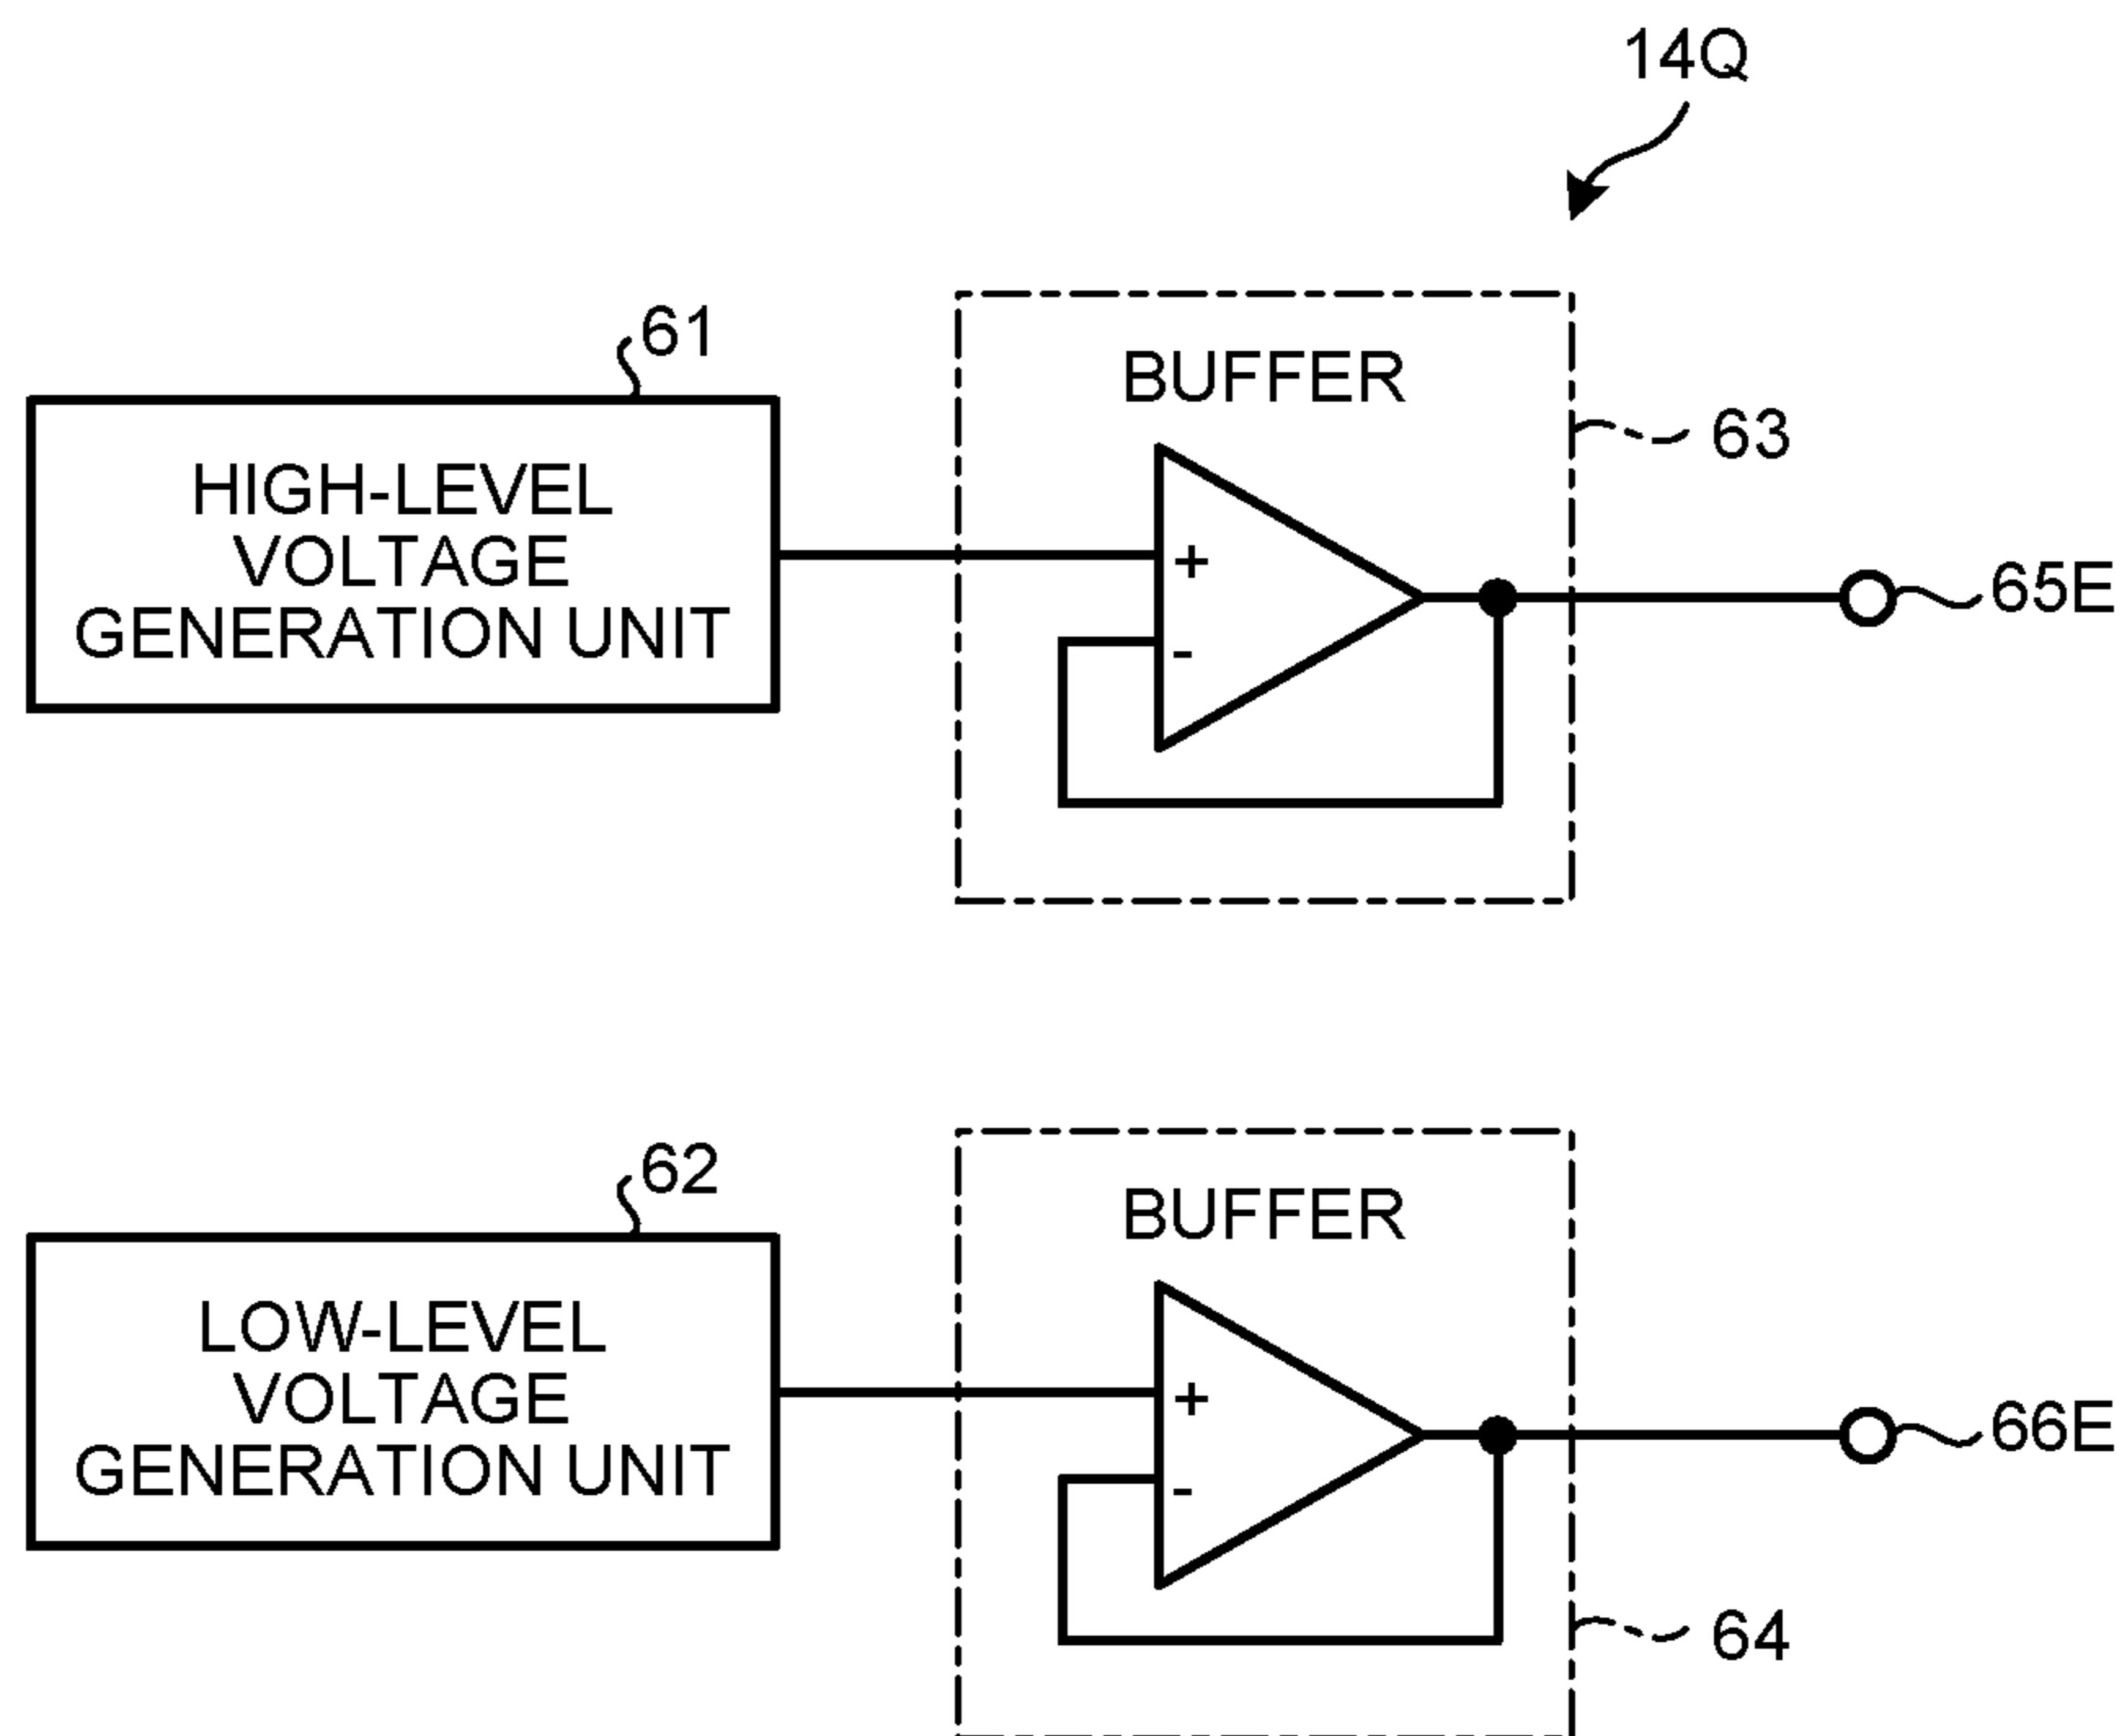 14Q
61
HIGH-LEVEL
VOLTAGE
GENERATION UNIT
BUFFER
+
-
63
65E
62
LOW-LEVEL
VOLTAGE
GENERATION UNIT
BUFFER
+
-
66E
64